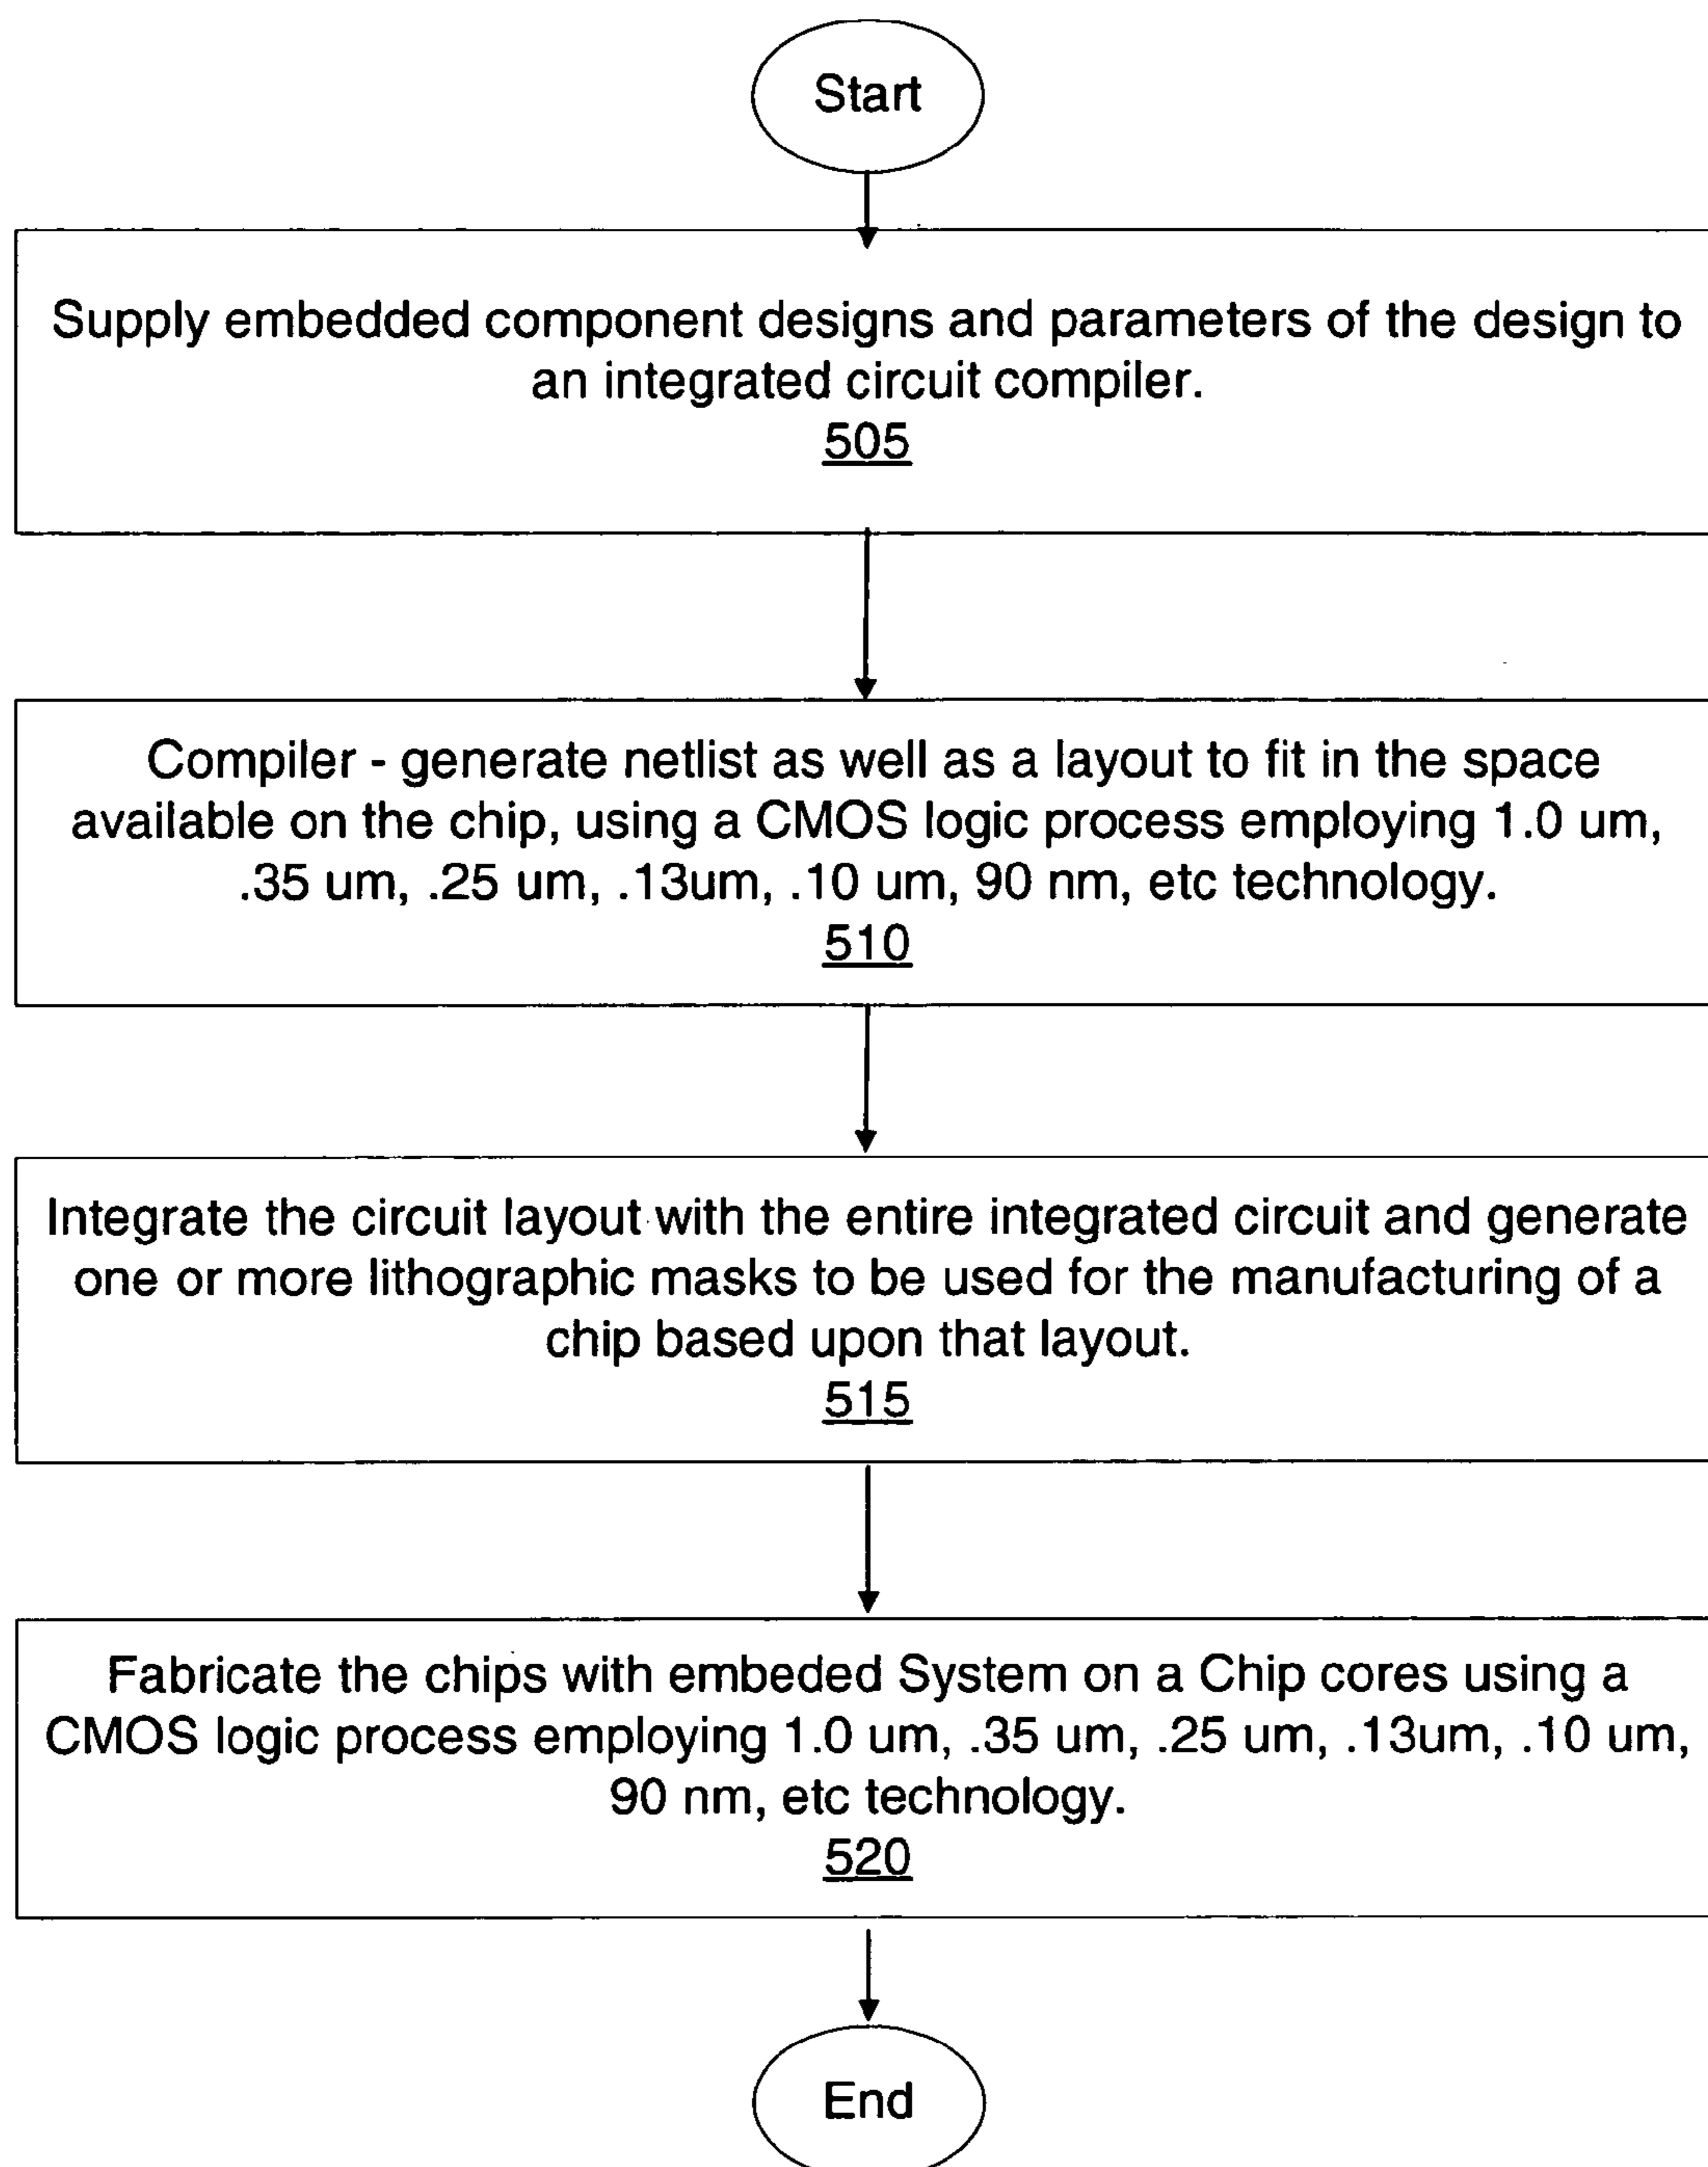 Start
Supply embedded component designs and parameters of the design to
an integrated circuit compiler.
505
Compiler - generate netlist as well as a layout to fit in the space
available on the chip, using a CMOS logic process employing 1.0 um,
.35 um, .25 um, .13um, .10 um, 90 nm, etc technology.
510
Integrate the circuit layout with the entire integrated circuit and generate
one or more lithographic masks to be used for the manufacturing of a
chip based upon that layout.
515
Fabricate the chips with embeded System on a Chip cores using a
CMOS logic process employing 1.0 um, .35 um, .25 um, .13um, .10 um,
90 nm, etc technology.
520
End